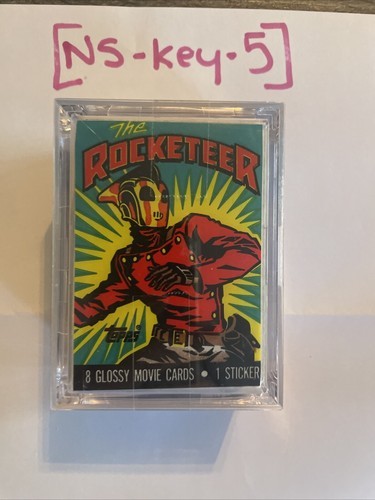 [NS-key-5]
The
ROCKETEER
TOPPS
8 GLOSSY MOVIE CARDS • 1 STICKER